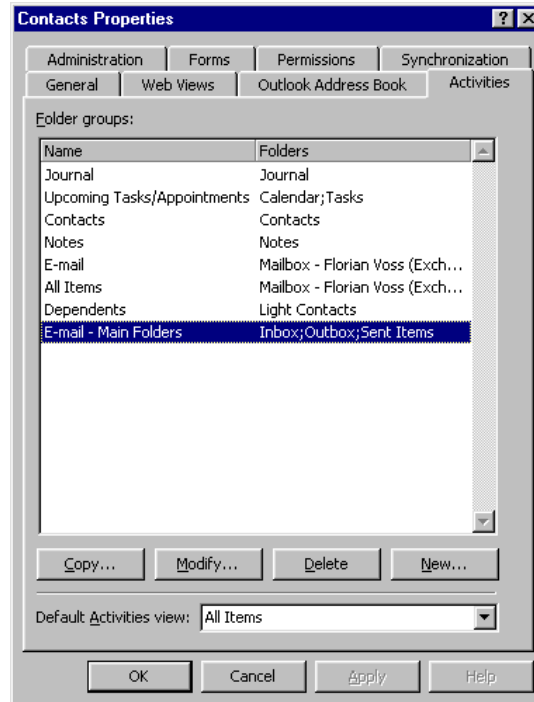 Contacts Properties
Administration Forms Permissions Synchronization
General Web Views Outlook Address Book Activities
Folder groups:
Name Folders
Journal Journal
Upcoming Tasks/Appointments Calendar;Tasks
Contacts Contacts
Notes Notes
E-mail Mailbox - Florian Voss (Exch...
All Items Mailbox - Florian Voss (Exch...
Dependents Light Contacts
E-mail - Main Folders Inbox;Outbox;Sent Items
Copy... Modify... Delete New...
Default Activities view: All Items
OK Cancel Apply Help